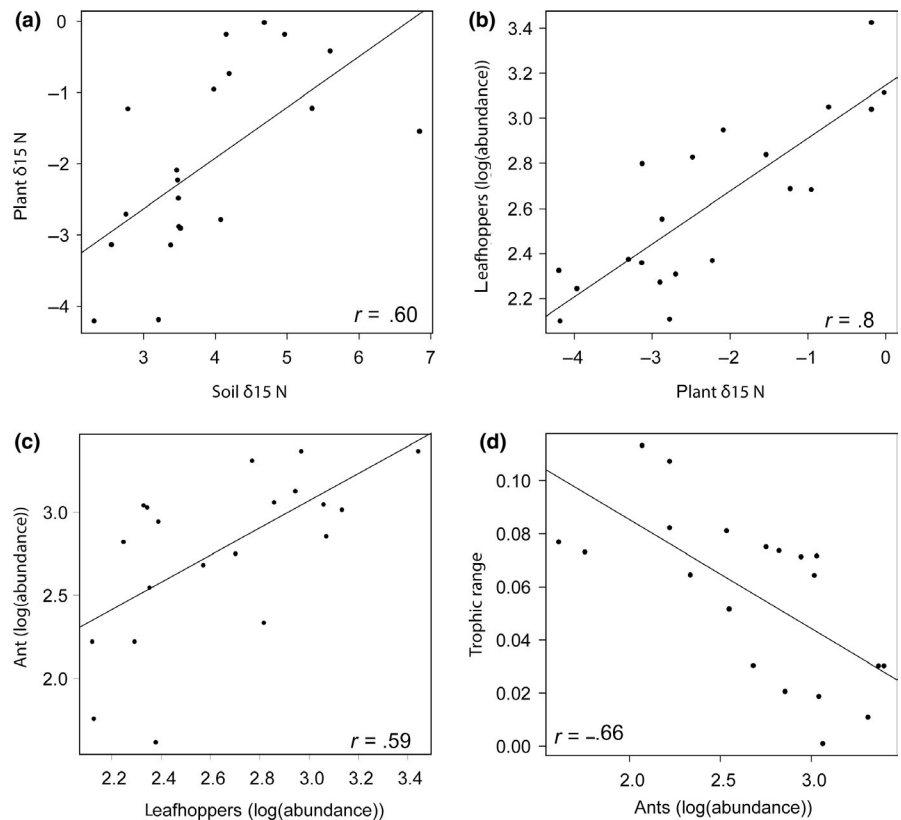 (a)
0
−1
−2
−3
−4
Plant δ15 N
r = .60
3 4 5 6 7
Soil δ15 N
(b)
3.4
3.2
3.0
2.8
2.6
2.4
2.2
Leafhoppers (log(abundance))
r = .8
−4 −3 −2 −1 0
Plant δ15 N
(c)
3.0
2.5
2.0
Ant (log(abundance))
r = .59
2.2 2.4 2.6 2.8 3.0 3.2 3.4
Leafhoppers (log(abundance))
(d)
0.10
0.08
0.06
0.04
0.02
0.00
Trophic range
r = −.66
2.0 2.5 3.0
Ants (log(abundance))